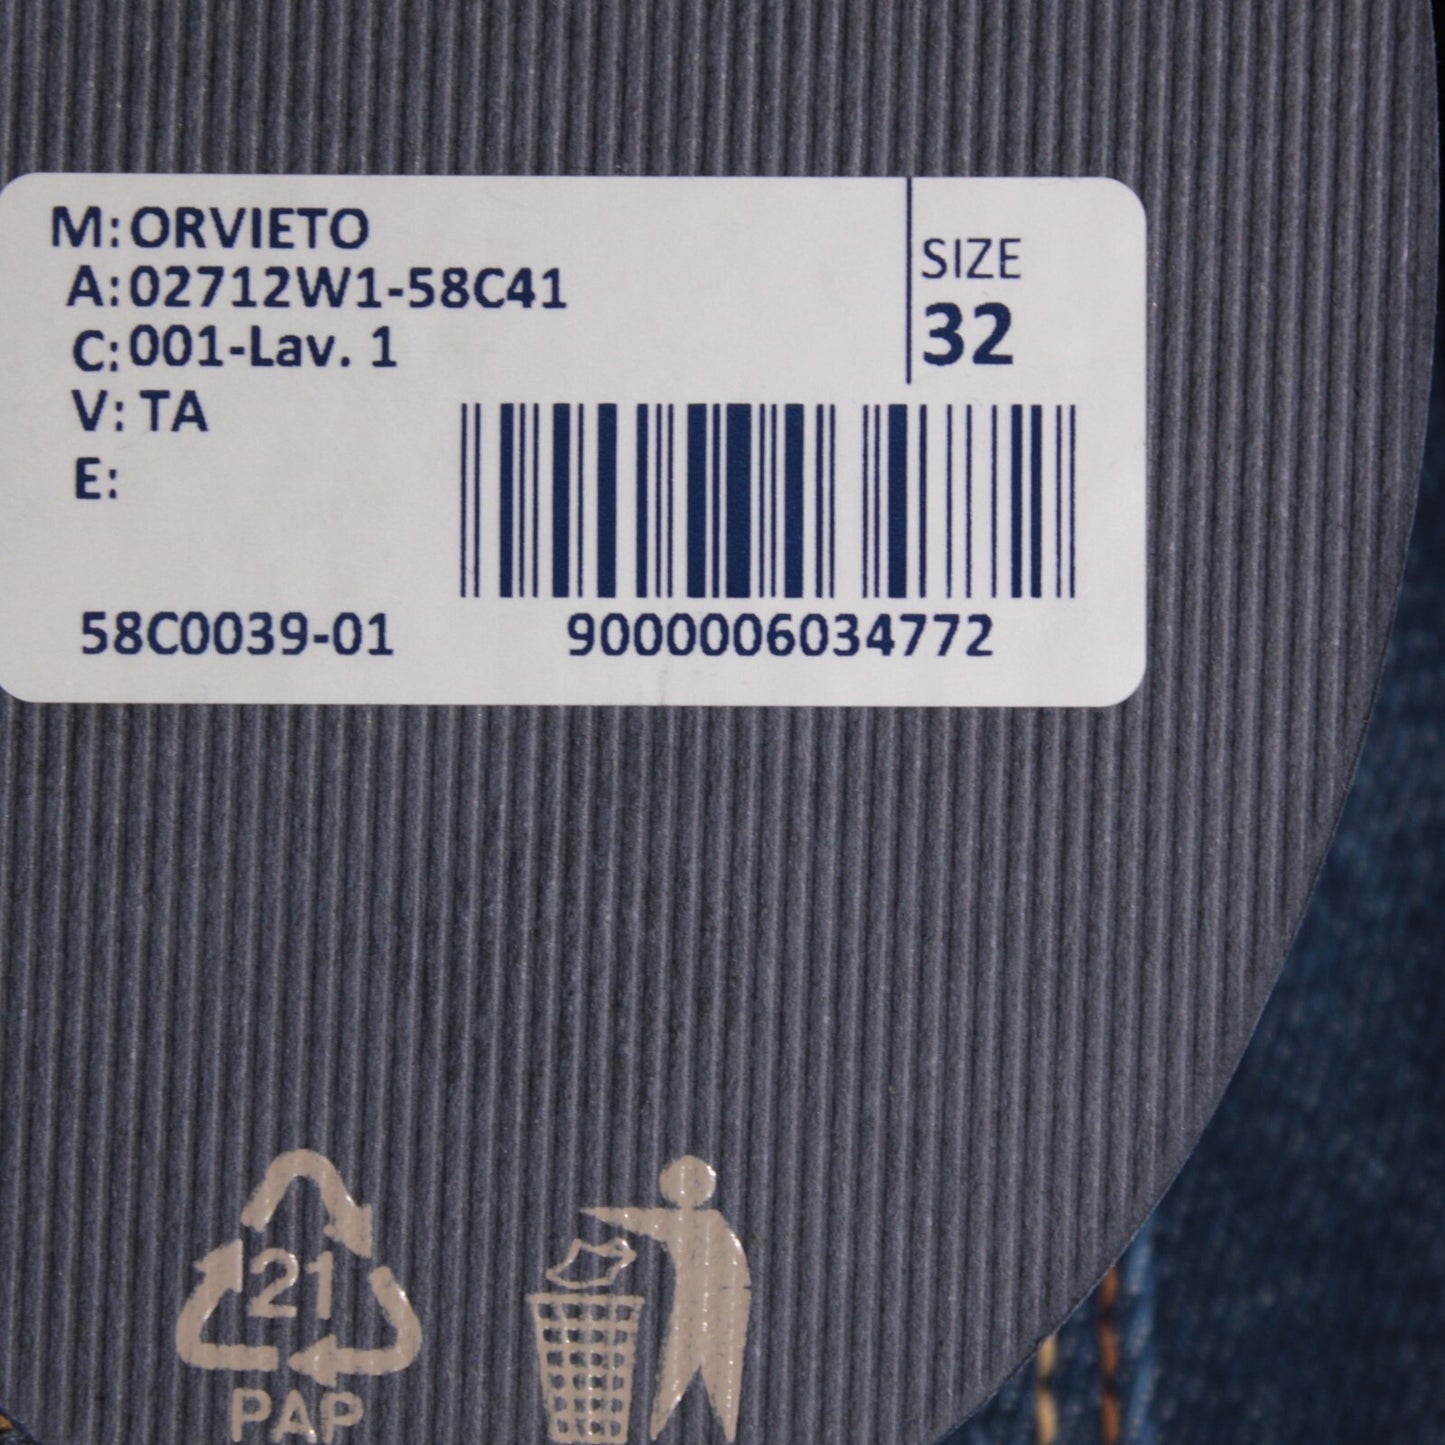 M: ORVIETO
A: 02712W1-58C41
C: 001-Lav. 1
V: TA
E:
SIZE
32
58C0039-01
9000006034772
21
PAP